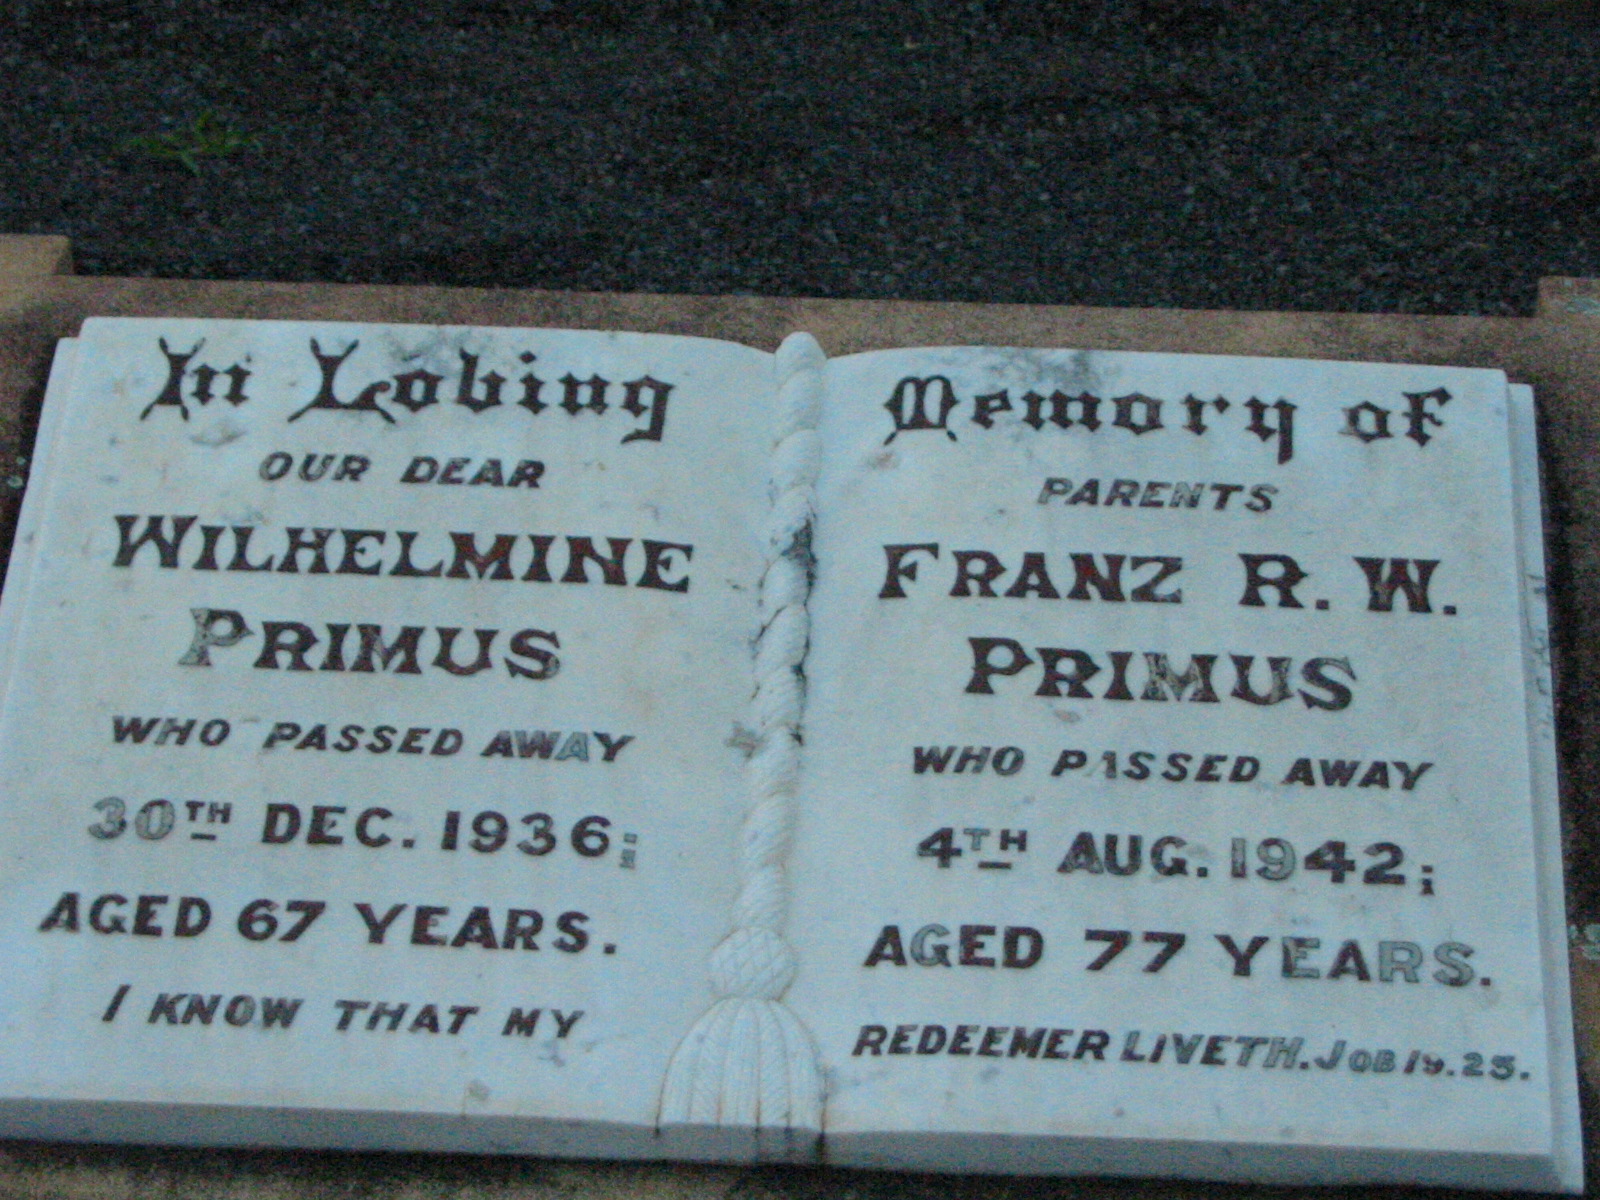 In Loving Memory of
OUR DEAR PARENTS
WILHELMINE
PRIMUS
WHO PASSED AWAY
30TH DEC. 1936;
AGED 67 YEARS.
FRANZ R. W.
PRIMUS
WHO PASSED AWAY
4TH AUG. 1942;
AGED 77 YEARS.
I KNOW THAT MY REDEEMER LIVETH. JOB 19. 25.